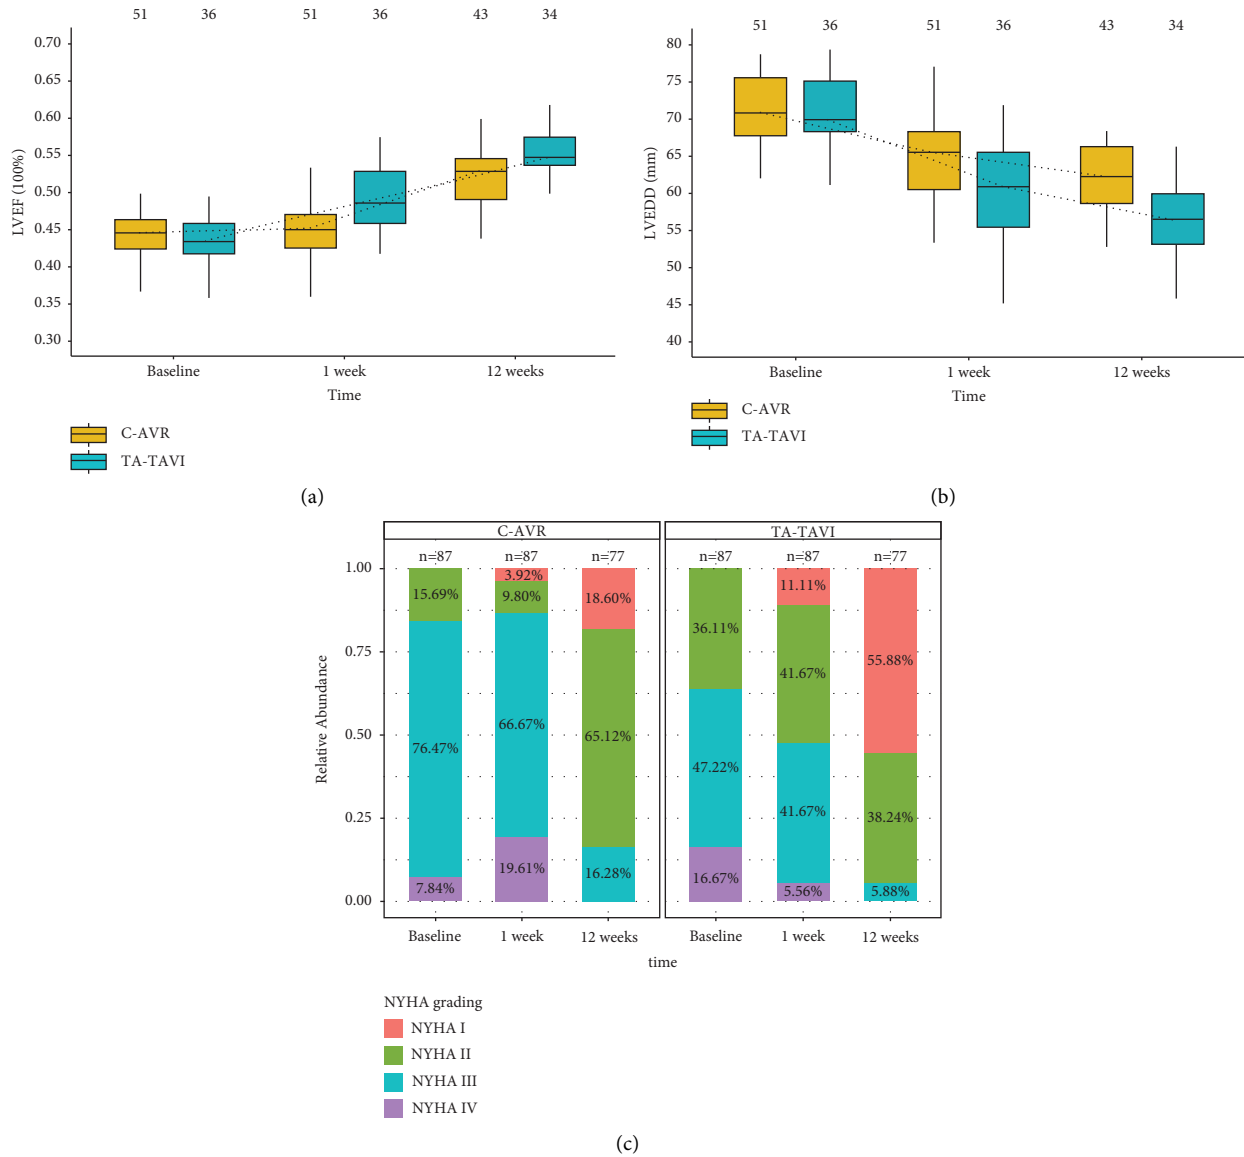 51 36 51 36 43 34
0.70
0.65
0.60
0.55
0.50
0.45
0.40
0.35
0.30
LVEF (100%)
Baseline 1 week 12 weeks
Time
C-AVR
TA-TAVI
(a)
51 36 51 36 43 34
80
75
70
65
60
55
50
45
40
LVEDD (mm)
Baseline 1 week 12 weeks
Time
C-AVR
TA-TAVI
(b)
C-AVR TA-TAVI
n=87 n=87 n=77 n=87 n=87 n=77
1.00
0.75
0.50
0.25
0.00
Relative Abundance
15.69%
76.47%
7.84%
3.92%
9.80%
66.67%
19.61%
18.60%
65.12%
16.28%
36.11%
47.22%
16.67%
11.11%
41.67%
41.67%
5.56%
55.88%
38.24%
5.88%
Baseline 1 week 12 weeks Baseline 1 week 12 weeks
time
NYHA grading
NYHA I
NYHA II
NYHA III
NYHA IV
(c)